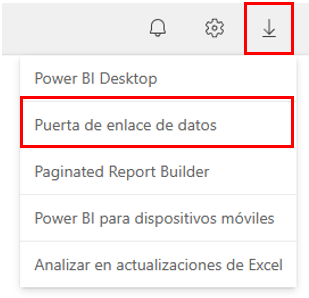 Power BI Desktop
Puerta de enlace de datos
Paginated Report Builder
Power BI para dispositivos móviles
Analizar en actualizaciones de Excel